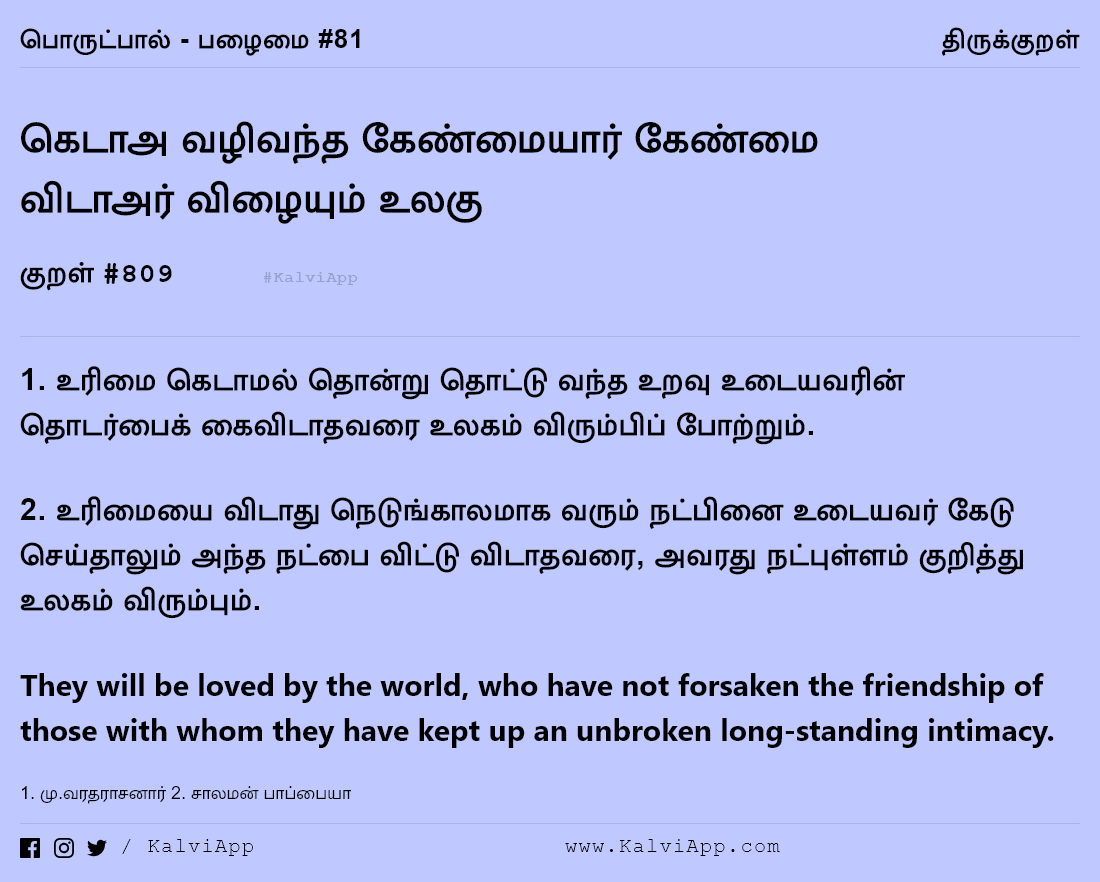 பொருட்பால் - பழைமை #81
திருக்குறள்
கெடாஅ வழிவந்த கேண்மையார் கேண்மை
விடாஅர் விழையும் உலகு
குறள் #809
#KalviApp
1. உரிமை கெடாமல் தொன்று தொட்டு வந்த உறவு உடையவரின்
தொடர்பைக் கைவிடாதவரை உலகம் விரும்பிப் போற்றும்.
2. உரிமையை விடாது நெடுங்காலமாக வரும் நட்பினை உடையவர் கேடு
செய்தாலும் அந்த நட்பை விட்டு விடாதவரை, அவரது நட்புள்ளம் குறித்து
உலகம் விரும்பும்.
They will be loved by the world, who have not forsaken the friendship of
those with whom they have kept up an unbroken long-standing intimacy.
1. மு.வரதராசனார் 2. சாலமன் பாப்பையா
/ KalviApp
www.KalviApp.com